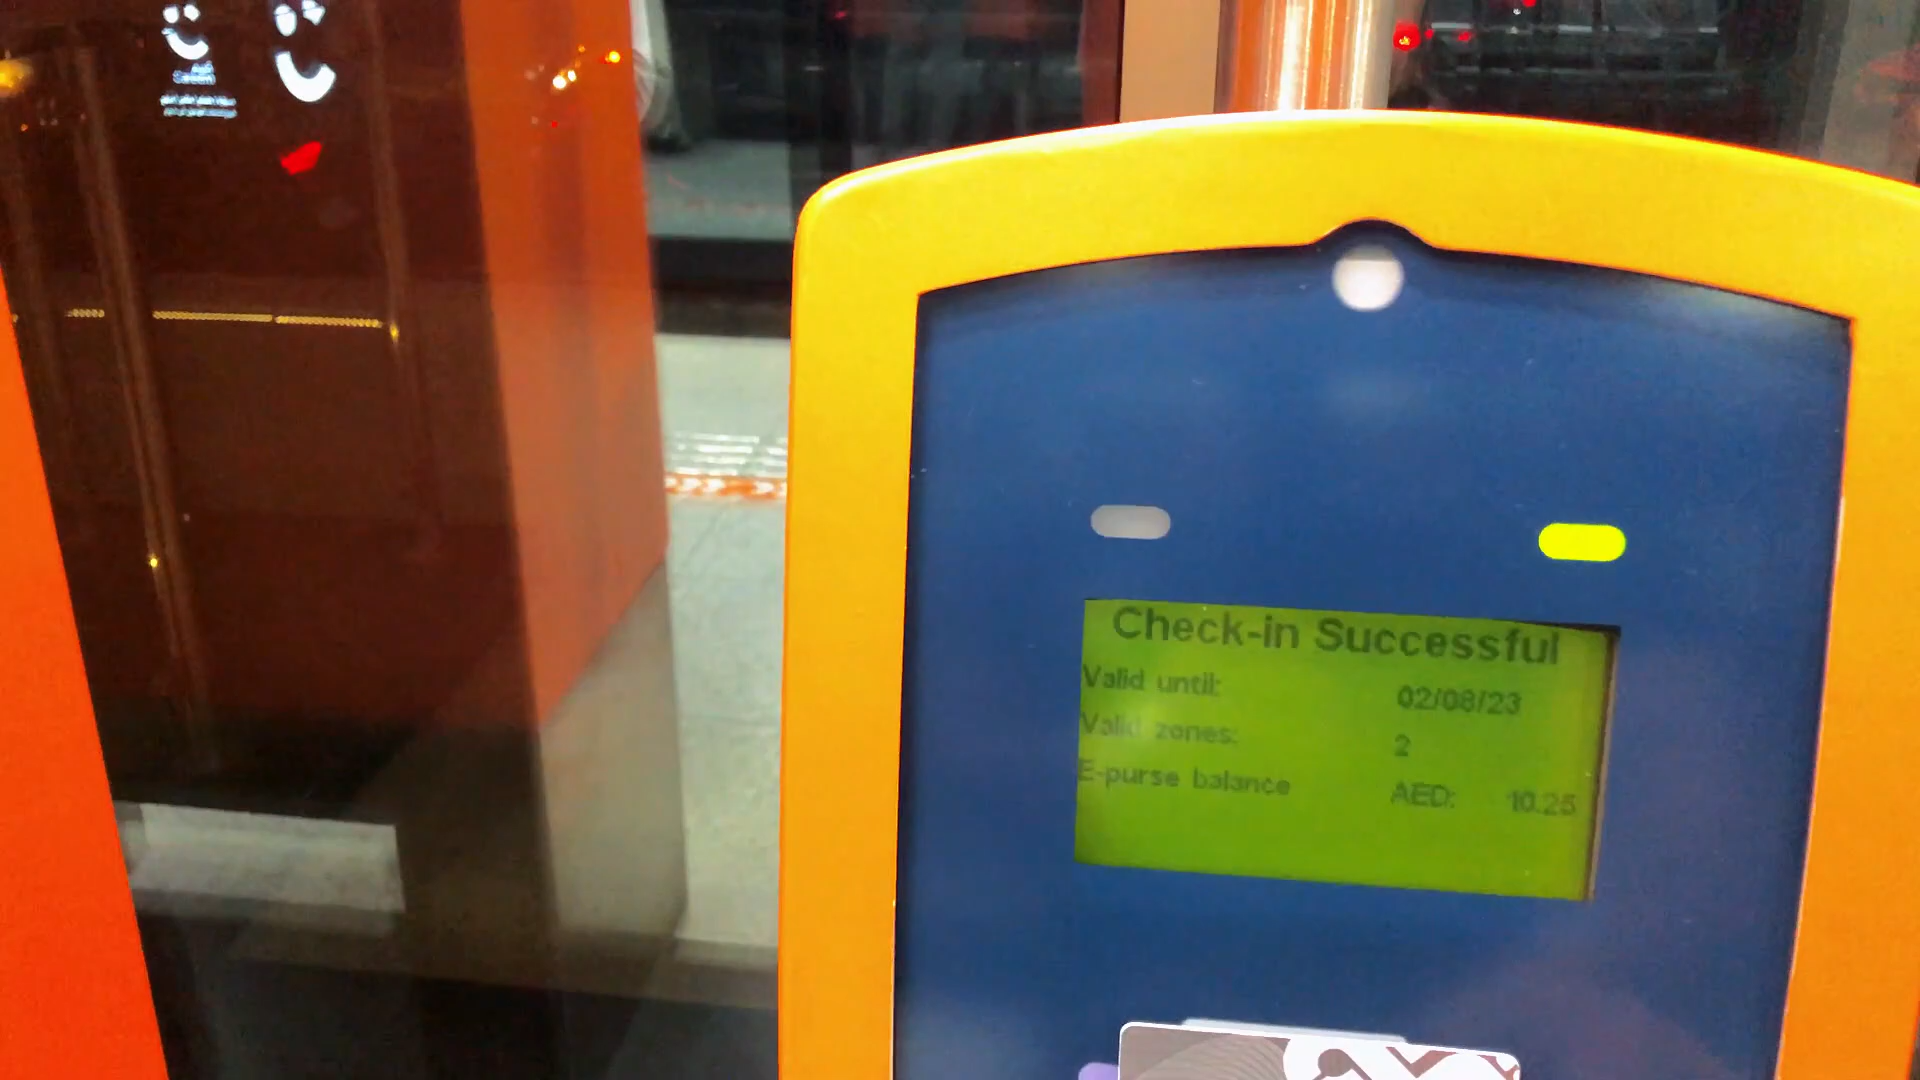 Check-in Successful
Valid until: 02/08/23
Valid zones: 2
E-purse balance AED: 10.25